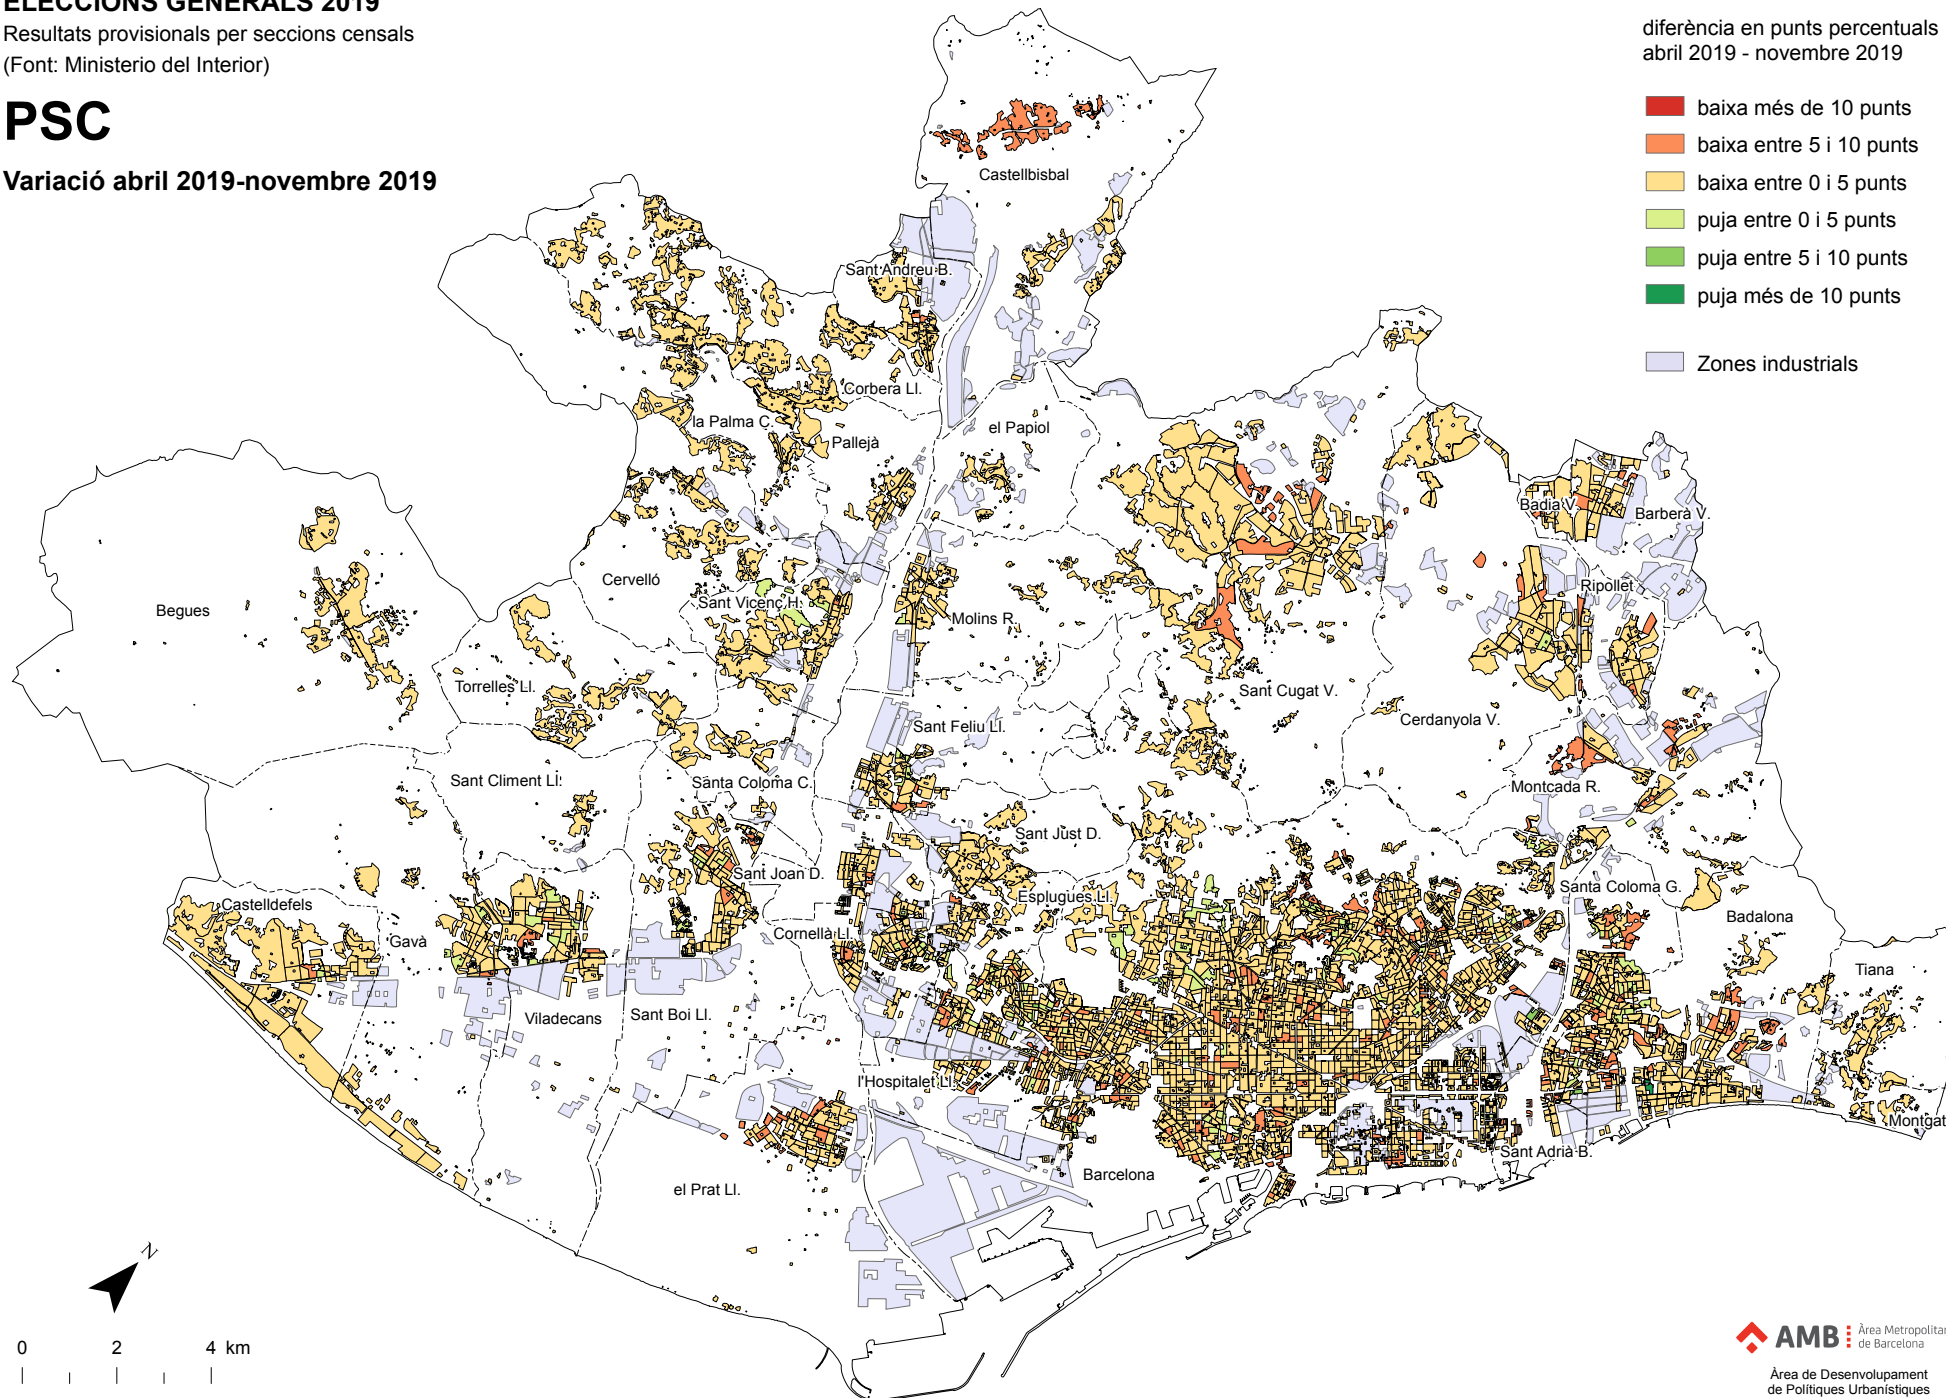 ELECCIONS GENERALS 2019
Resultats provisionals per seccions censals
(Font: Ministerio del Interior)
PSC
Variació abril 2019-novembre 2019
diferència en punts percentuals
abril 2019 - novembre 2019
baixa més de 10 punts
baixa entre 5 i 10 punts
baixa entre 0 i 5 punts
puja entre 0 i 5 punts
puja entre 5 i 10 punts
puja més de 10 punts
Zones industrials
Castellbisbal
Sant Andreu B.
Corbera Ll.
la Palma C.
Pallejà
el Papiol
Badia V.
Barberà V.
Begues
Cervelló
Sant Vicenç H.
Molins R.
Ripollet
Torrelles Ll.
Sant Cugat V.
Cerdanyola V.
Sant Feliu Ll.
Sant Climent Ll.
Santa Coloma C.
Montcada R.
Sant Just D.
Sant Joan D.
Esplugues Ll.
Santa Coloma G.
Castelldefels
Gavà
Cornellà Ll.
Badalona
Tiana
Viladecans
Sant Boi Ll.
l'Hospitalet Ll.
Montgat
Sant Adrià B.
Barcelona
el Prat Ll.
N
0 2 4 km
AMB
Àrea Metropolitan
de Barcelona
Àrea de Desenvolupament
de Polítiques Urbanístiques